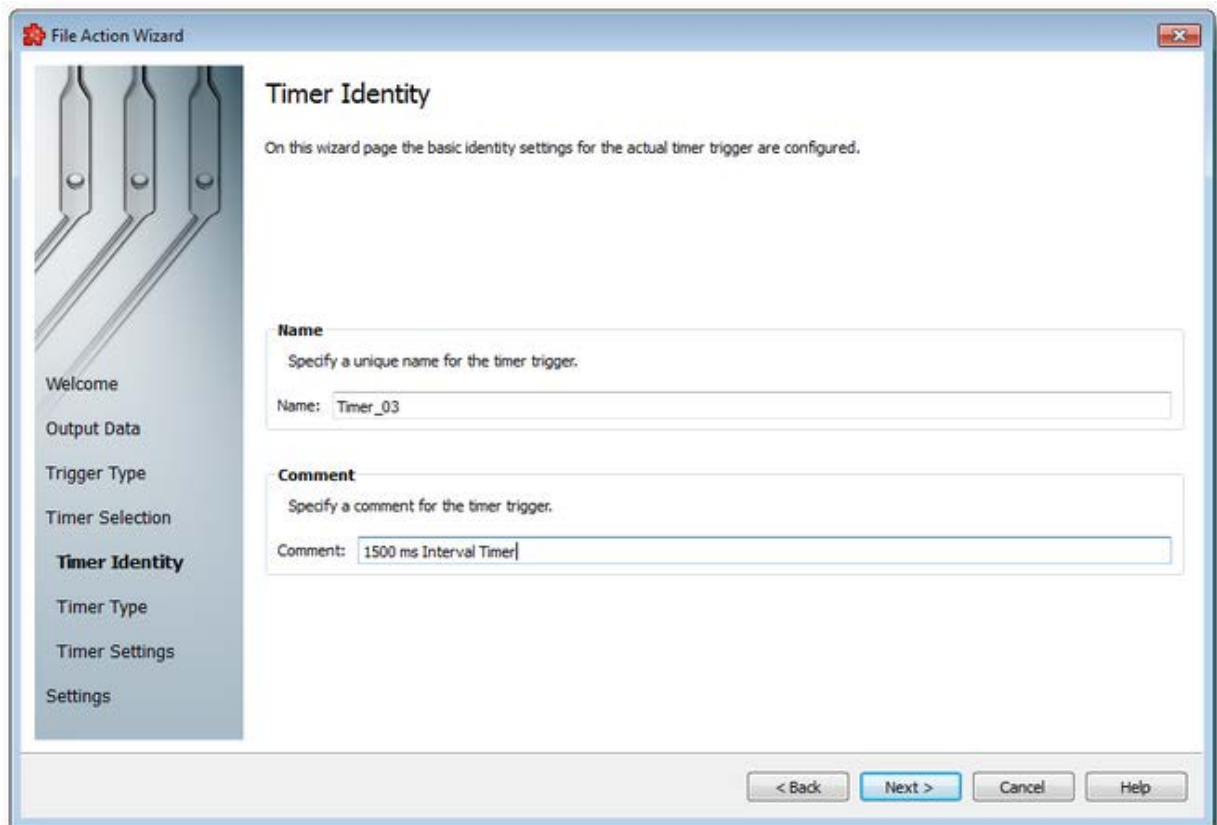 File Action Wizard
Timer Identity
On this wizard page the basic identity settings for the actual timer trigger are configured.
Name
Specify a unique name for the timer trigger.
Name: Timer_03
Comment
Specify a comment for the timer trigger.
Comment: 1500 ms Interval Timer
Welcome
Output Data
Trigger Type
Timer Selection
Timer Identity
Timer Type
Timer Settings
Settings
< Back
Next >
Cancel
Help